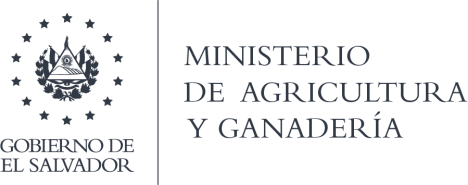 GOBIERNO DE
EL SALVADOR
MINISTERIO
DE AGRICULTURA
Y GANADERÍA